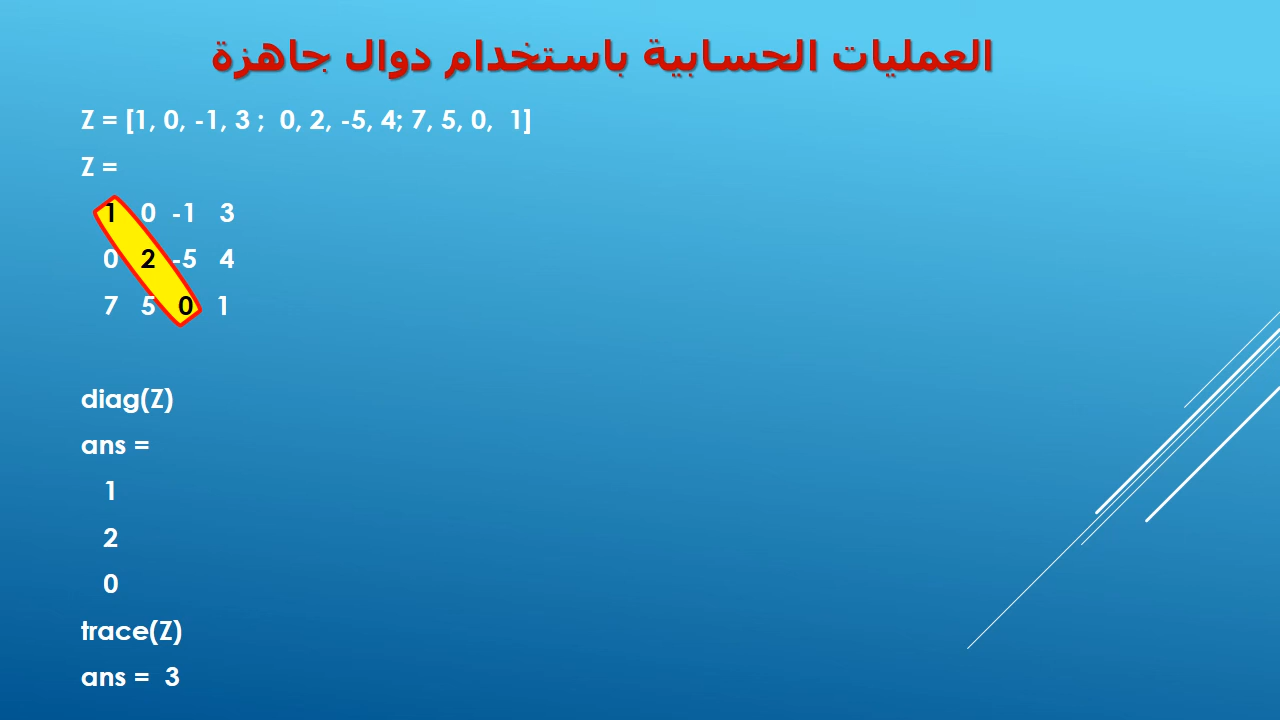 العمليات الحسابية باستخدام دوال جاهزة
Z = [1, 0, -1, 3 ;  0, 2, -5, 4; 7, 5, 0,  1]
Z =
1 0 -1 3
0 2 -5 4
7 5 0 1
diag(Z)
ans =
1
2
0
trace(Z)
ans =  3